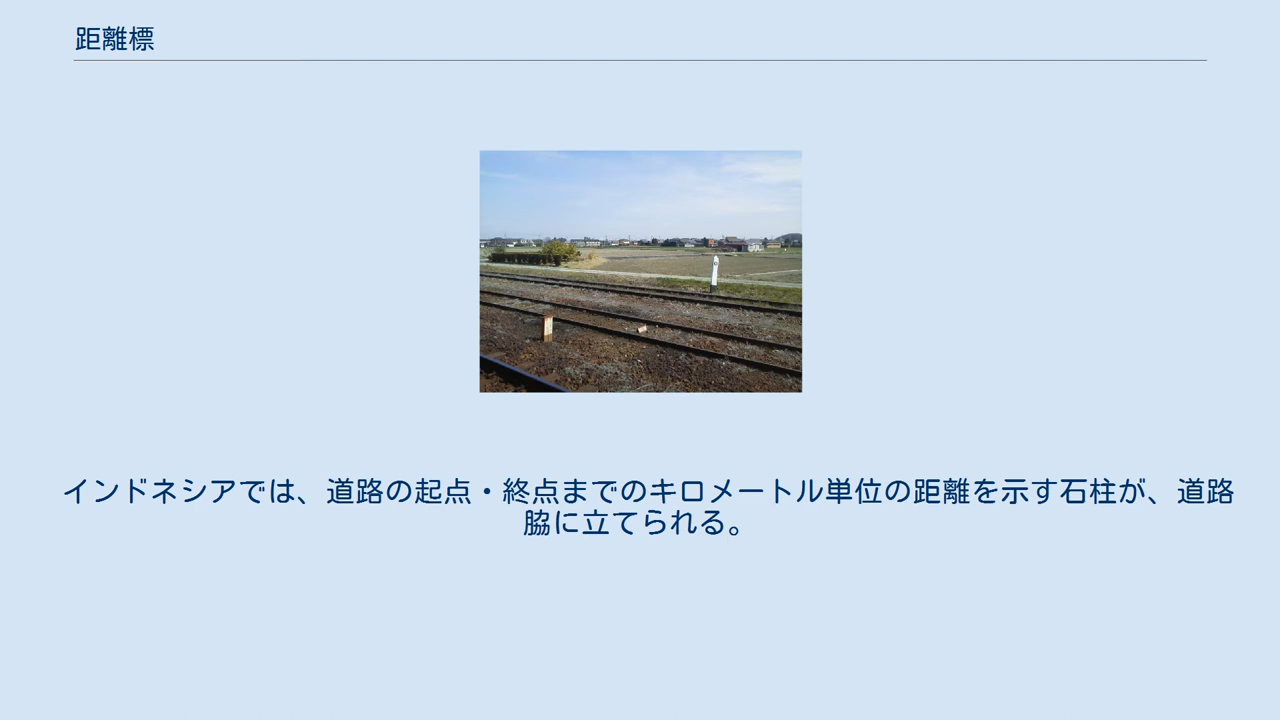 距離標
インドネシアでは、道路の起点・終点までのキロメートル単位の距離を示す石柱が、道路
脇に立てられる。